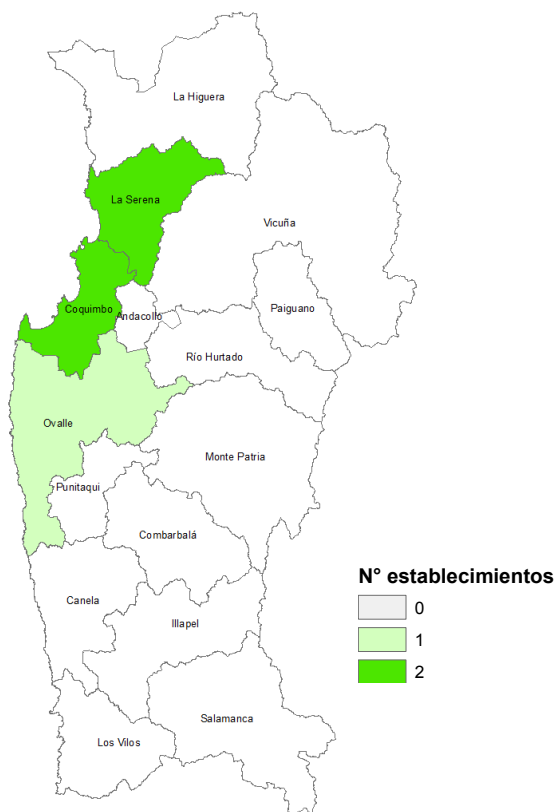 La Higuera
La Serena
Vicuña
Coquimbo
Andacollo
Paiguano
Río Hurtado
Ovalle
Monte Patria
Punitaqui
Combarbalá
Canela
Illapel
Salamanca
Los Vilos
N° establecimientos
0
1
2